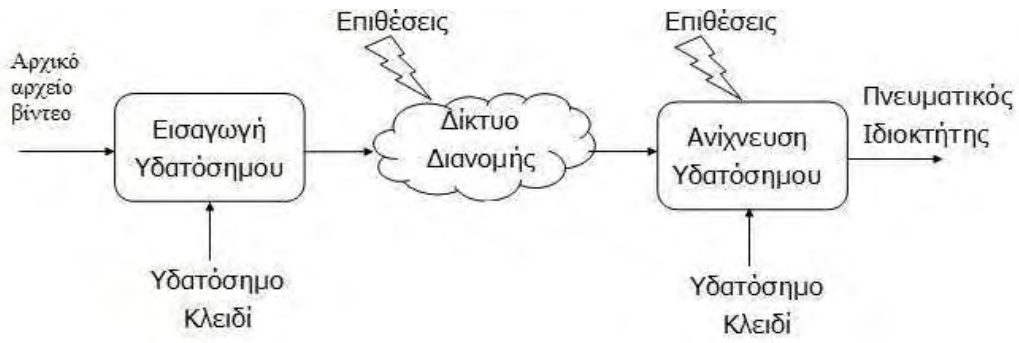 Επιθέσεις
Επιθέσεις
Αρχικό
αρχείο
βίντεο
Εισαγωγή
Υδατόσημου
Δίκτυο
Διανομής
Ανίχνευση
Υδατόσημου
Πνευματικός
Ιδιοκτήτης
Υδατόσημο
Κλειδί
Υδατόσημο
Κλειδί